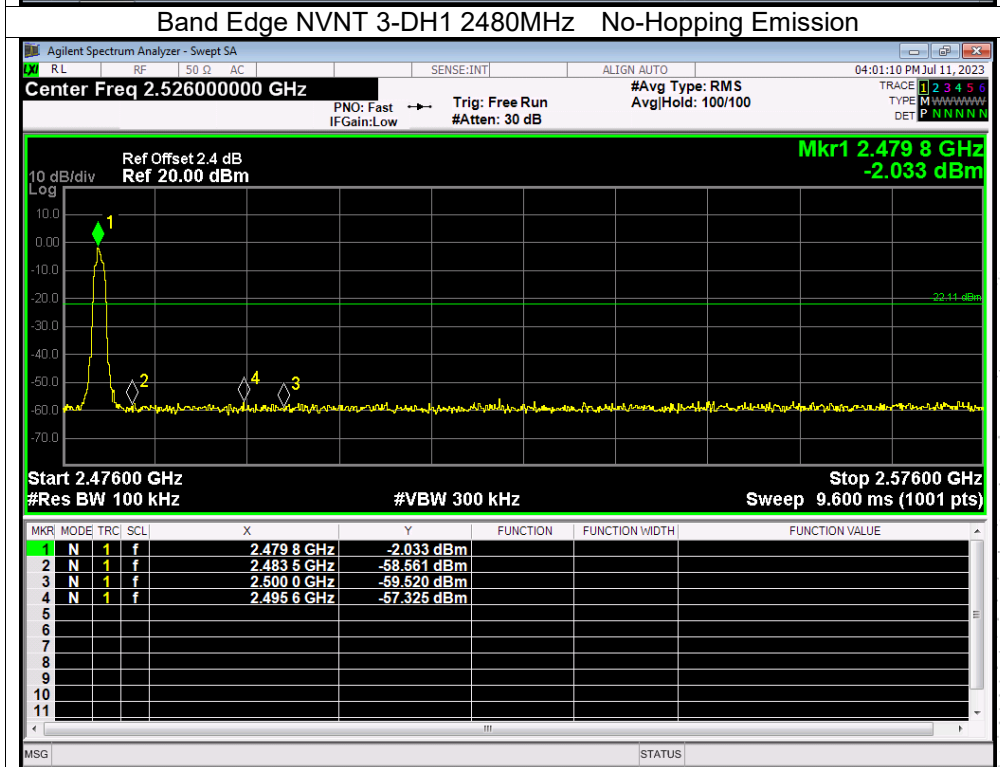 Band Edge NVNT 3-DH1 2480MHz No-Hopping Emission
Agilent Spectrum Analyzer - Swept SA
LXI RL RF 50 Ω AC SENSE:INT ALIGN AUTO 04:01:10 PM Jul 11, 2023
Center Freq 2.526000000 GHz #Avg Type: RMS TRACE 1 2 3 4 5 6
PNO: Fast Trig: Free Run Avg|Hold: 100/100 TYPE M WWWWW
IFGain:Low #Atten: 30 dB DET P N N N N N
Mkr1 2.479 8 GHz
Ref Offset 2.4 dB
10 dB/div Ref 20.00 dBm -2.033 dBm
Log
10.0
1
0.00
-10.0
-20.0 -22.11 dBm
-30.0
-40.0
-50.0 2 4 3
-60.0
-70.0
Start 2.47600 GHz Stop 2.57600 GHz
#Res BW 100 kHz #VBW 300 kHz Sweep 9.600 ms (1001 pts)
MKR MODE TRC SCL X Y FUNCTION FUNCTION WIDTH FUNCTION VALUE
1 N 1 f 2.479 8 GHz -2.033 dBm
2 N 1 f 2.483 5 GHz -58.561 dBm
3 N 1 f 2.500 0 GHz -59.520 dBm
4 N 1 f 2.495 6 GHz -57.325 dBm
5
6
7
8
9
10
11
MSG STATUS